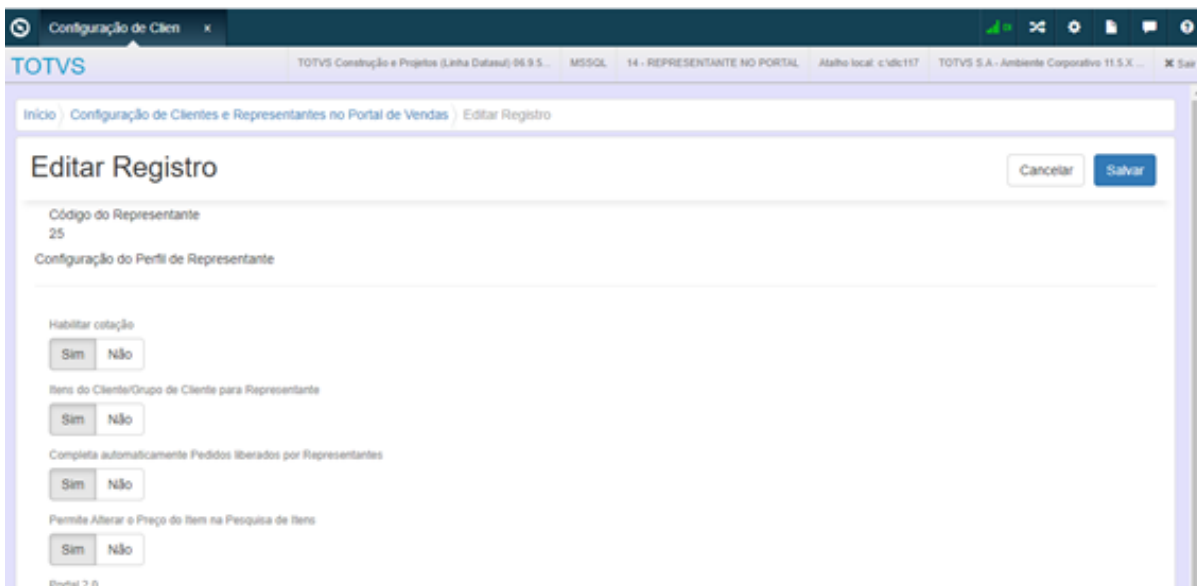 Configuração de Clien ×
TOTVS TOTVS Construção e Projetos (Linha Datasul) 06.9.5... MSSQL 14 - REPRESENTANTE NO PORTAL Atalho local: c:\dlc117 TOTVS S.A - Ambiente Corporativo 11.5.X ... × Sair
Início Configuração de Clientes e Representantes no Portal de Vendas Editar Registro
Editar Registro Cancelar Salvar
Código do Representante
25
Configuração do Perfil de Representante
Habilitar cotação
Sim Não
Itens do Cliente/Grupo de Cliente para Representante
Sim Não
Completa automaticamente Pedidos liberados por Representantes
Sim Não
Permite Alterar o Preço do Item na Pesquisa de Itens
Sim Não
Portal 2.0